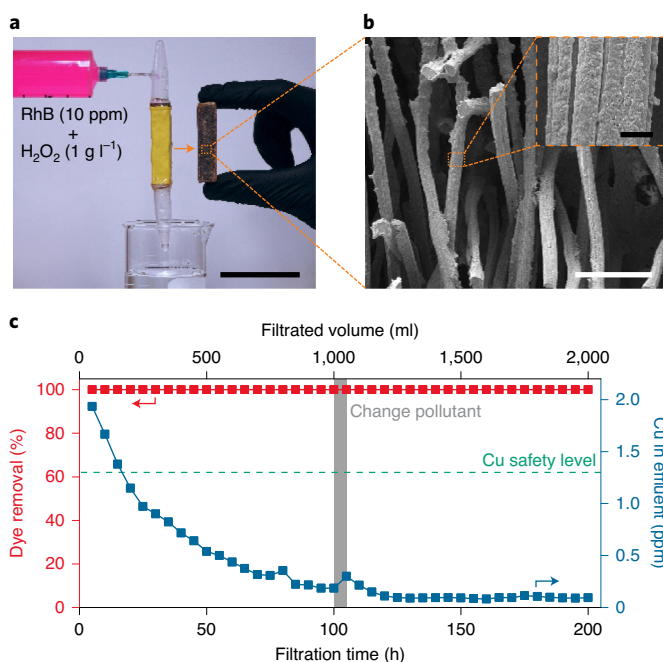 a
RhB (10 ppm)
+
H₂O₂ (1 g l⁻¹)
b
c
Filtrated volume (ml)
0 500 1,000 1,500 2,000
100
80
60
40
20
0
Dye removal (%)
Change pollutant
Cu safety level
2.0
1.5
1.0
0.5
0
Cu in effluent (ppm)
0 50 100 150 200
Filtration time (h)